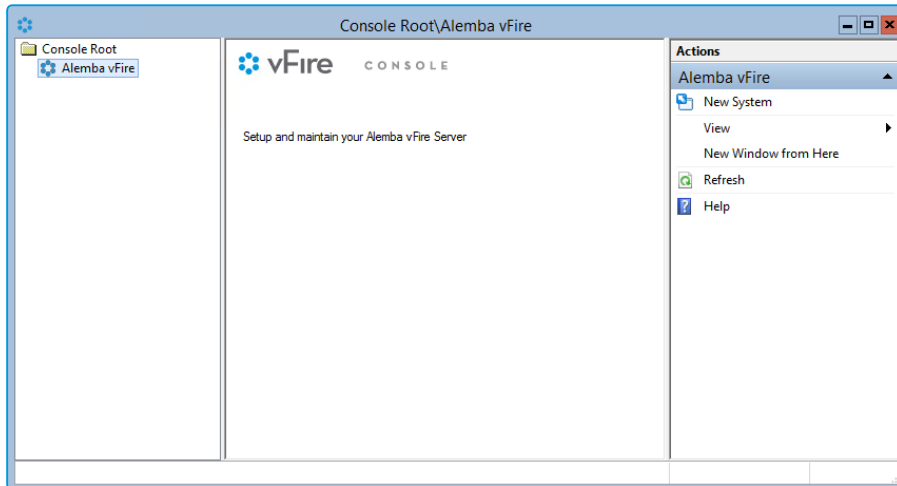 Console Root\Alemba vFire
Console Root
Alemba vFire
vFire CONSOLE
Setup and maintain your Alemba vFire Server
Actions
Alemba vFire
New System
View
New Window from Here
Refresh
Help